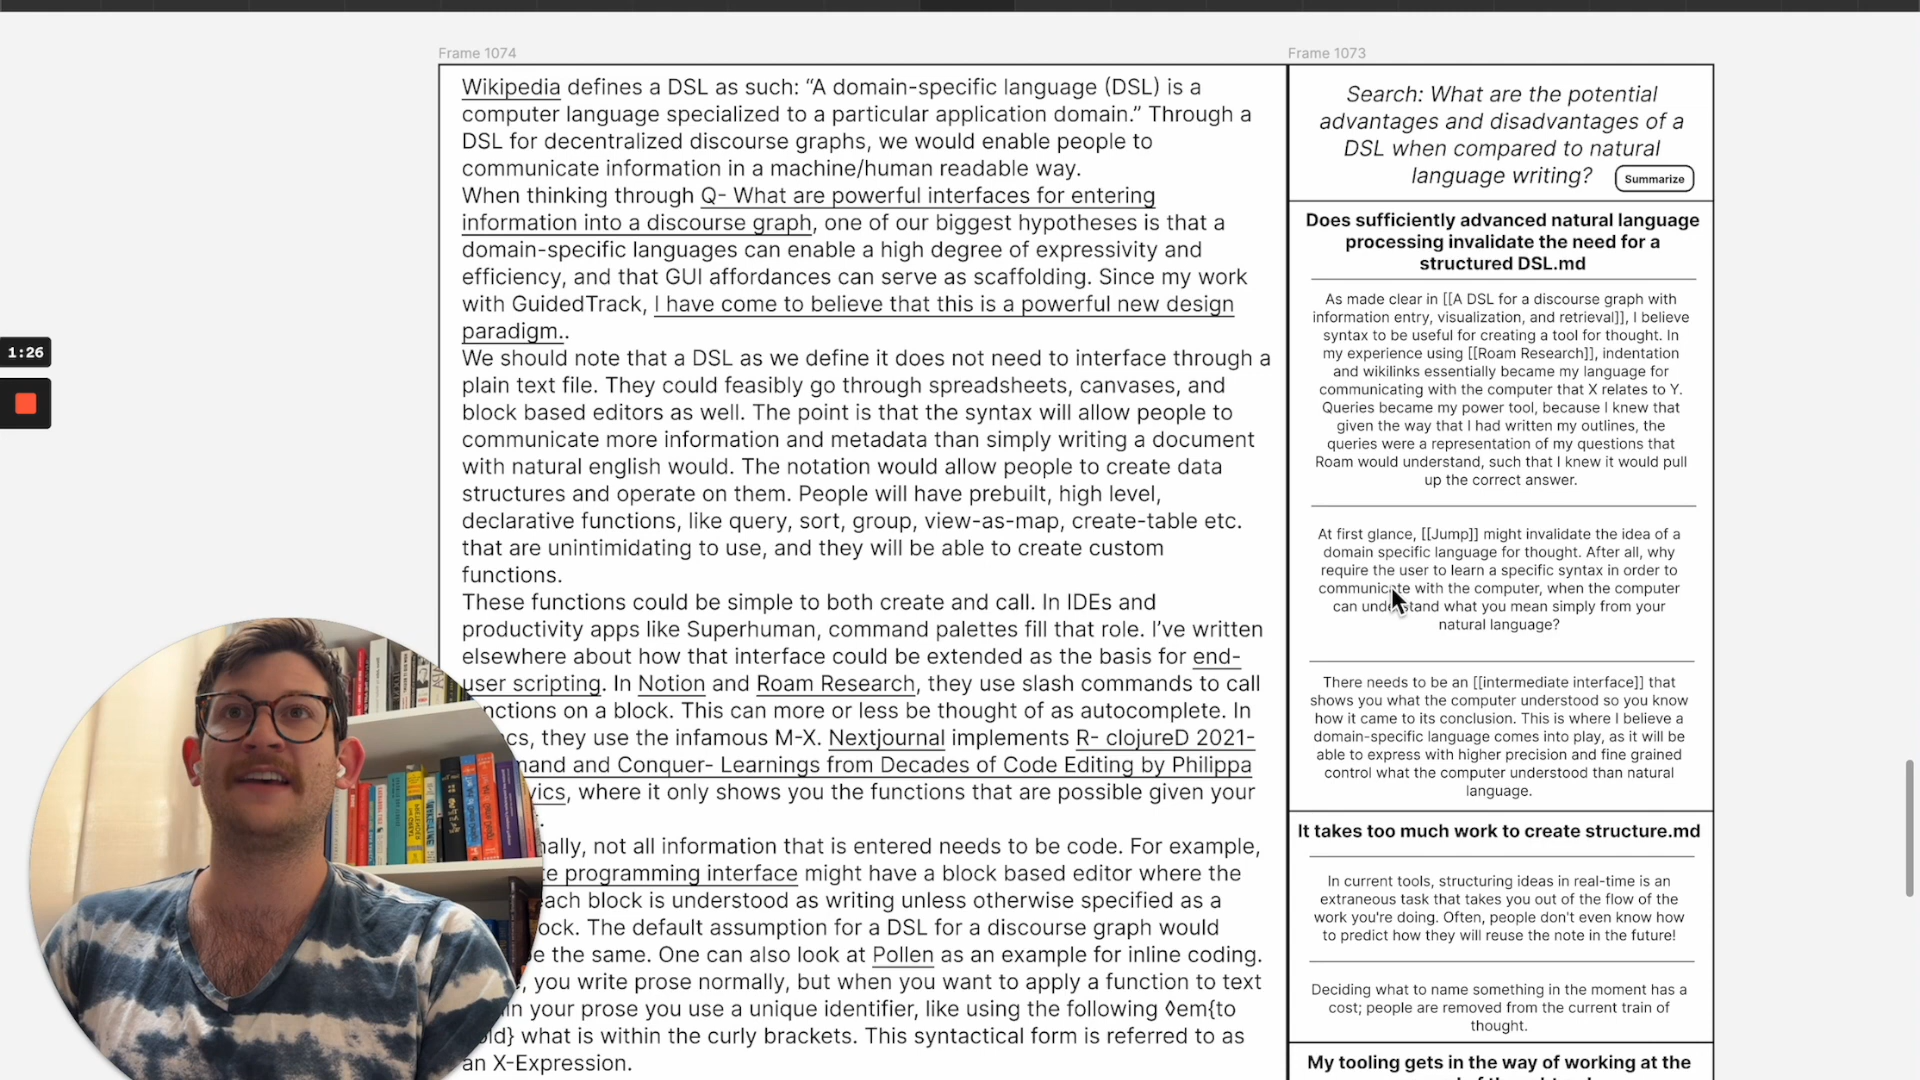 Frame 1074
Wikipedia defines a DSL as such: “A domain-specific language (DSL) is a
computer language specialized to a particular application domain.” Through a
DSL for decentralized discourse graphs, we would enable people to
communicate information in a machine/human readable way.
When thinking through Q- What are powerful interfaces for entering
information into a discourse graph, one of our biggest hypotheses is that a
domain-specific languages can enable a high degree of expressivity and
efficiency, and that GUI affordances can serve as scaffolding. Since my work
with GuidedTrack, I have come to believe that this is a powerful new design
paradigm..
We should note that a DSL as we define it does not need to interface through a
plain text file. They could feasibly go through spreadsheets, canvases, and
block based editors as well. The point is that the syntax will allow people to
communicate more information and metadata than simply writing a document
with natural english would. The notation would allow people to create data
structures and operate on them. People will have prebuilt, high level,
declarative functions, like query, sort, group, view-as-map, create-table etc.
that are unintimidating to use, and they will be able to create custom
functions.
These functions could be simple to both create and call. In IDEs and
productivity apps like Superhuman, command palettes fill that role. I’ve written
elsewhere about how that interface could be extended as the basis for end-
user scripting. In Notion and Roam Research, they use slash commands to call
nctions on a block. This can more or less be thought of as autocomplete. In
cs, they use the infamous M-X. Nextjournal implements R- clojureD 2021-
mand and Conquer- Learnings from Decades of Code Editing by Philippa
vics, where it only shows you the functions that are possible given your
t.
nally, not all information that is entered needs to be code. For example,
te programming interface might have a block based editor where the
each block is understood as writing unless otherwise specified as a
ock. The default assumption for a DSL for a discourse graph would
be the same. One can also look at Pollen as an example for inline coding.
, you write prose normally, but when you want to apply a function to text
in your prose you use a unique identifier, like using the following ◊em{to
old} what is within the curly brackets. This syntactical form is referred to as
an X-Expression.
Frame 1073
Search: What are the potential
advantages and disadvantages of a
DSL when compared to natural
language writing?
Summarize
Does sufficiently advanced natural language
processing invalidate the need for a
structured DSL.md
As made clear in [[A DSL for a discourse graph with
information entry, visualization, and retrieval]], I believe
syntax to be useful for creating a tool for thought. In
my experience using [[Roam Research]], indentation
and wikilinks essentially became my language for
communicating with the computer that X relates to Y.
Queries became my power tool, because I knew that
given the way that I had written my outlines, the
queries were a representation of my questions that
Roam would understand, such that I knew it would pull
up the correct answer.
At first glance, [[Jump]] might invalidate the idea of a
domain specific language for thought. After all, why
require the user to learn a specific syntax in order to
communicate with the computer, when the computer
can understand what you mean simply from your
natural language?
There needs to be an [[intermediate interface]] that
shows you what the computer understood so you know
how it came to its conclusion. This is where I believe a
domain-specific language comes into play, as it will be
able to express with higher precision and fine grained
control what the computer understood than natural
language.
It takes too much work to create structure.md
In current tools, structuring ideas in real-time is an
extraneous task that takes you out of the flow of the
work you're doing. Often, people don't even know how
to predict how they will reuse the note in the future!
Deciding what to name something in the moment has a
cost; people are removed from the current train of
thought.
My tooling gets in the way of working at the
1:26